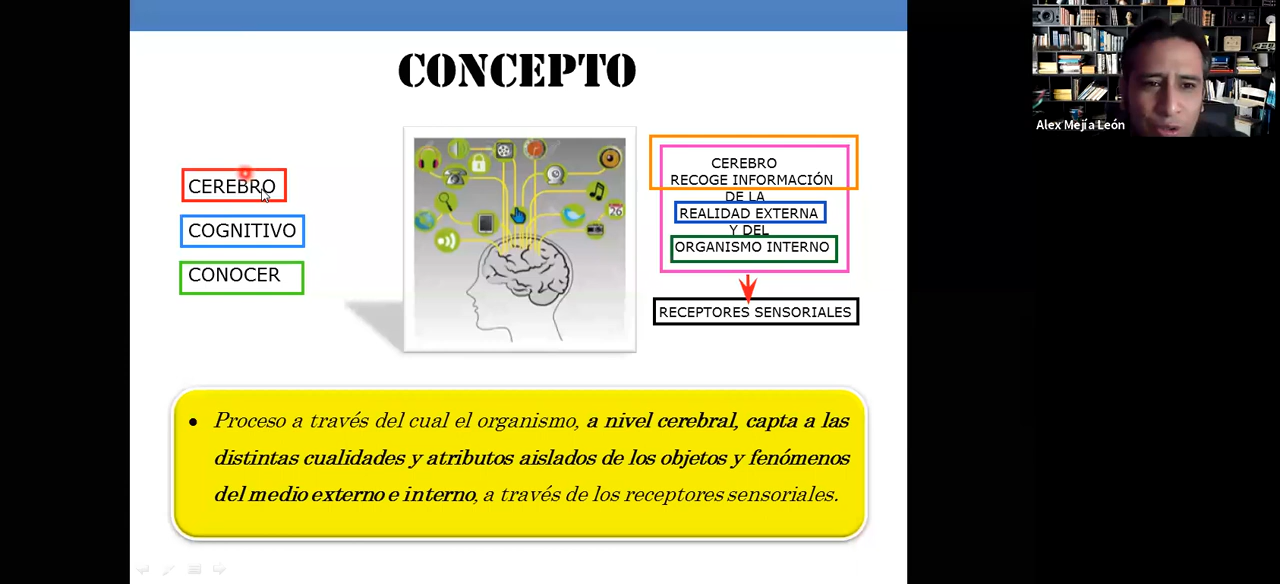 CONCEPTO
CEREBRO
COGNITIVO
CONOCER
26
CEREBRO
RECOGE INFORMACIÓN
DE LA
REALIDAD EXTERNA
Y DEL
ORGANISMO INTERNO
RECEPTORES SENSORIALES
• Proceso a través del cual el organismo, a nivel cerebral, capta a las
distintas cualidades y atributos aislados de los objetos y fenómenos
del medio externo e interno, a través de los receptores sensoriales.
Alex Mejía León